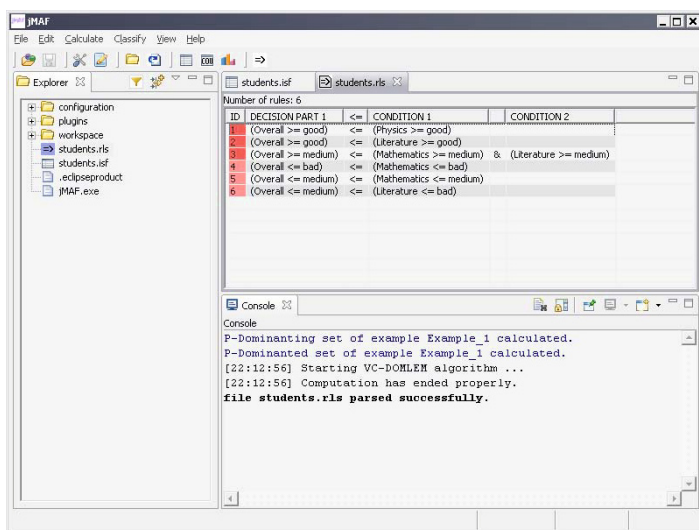 jMAF
File Edit Calculate Classify View Help
Explorer
students.isf students.rls
configuration
plugins
workspace
students.rls
students.isf
.eclipseproduct
jMAF.exe
Number of rules: 6
ID DECISION PART 1 <= CONDITION 1 CONDITION 2
1 (Overall >= good) <= (Physics >= good)
2 (Overall >= good) <= (Literature >= good)
3 (Overall >= medium) <= (Mathematics >= medium) & (Literature >= medium)
4 (Overall <= bad) <= (Mathematics <= bad)
5 (Overall <= medium) <= (Mathematics <= medium)
6 (Overall <= medium) <= (Literature <= bad)
Console
Console
P-Dominanting set of example Example_1 calculated.
P-Dominanted set of example Example_1 calculated.
[22:12:56] Starting VC-DOMLEM algorithm ...
[22:12:56] Computation has ended properly.
file students.rls parsed successfully.